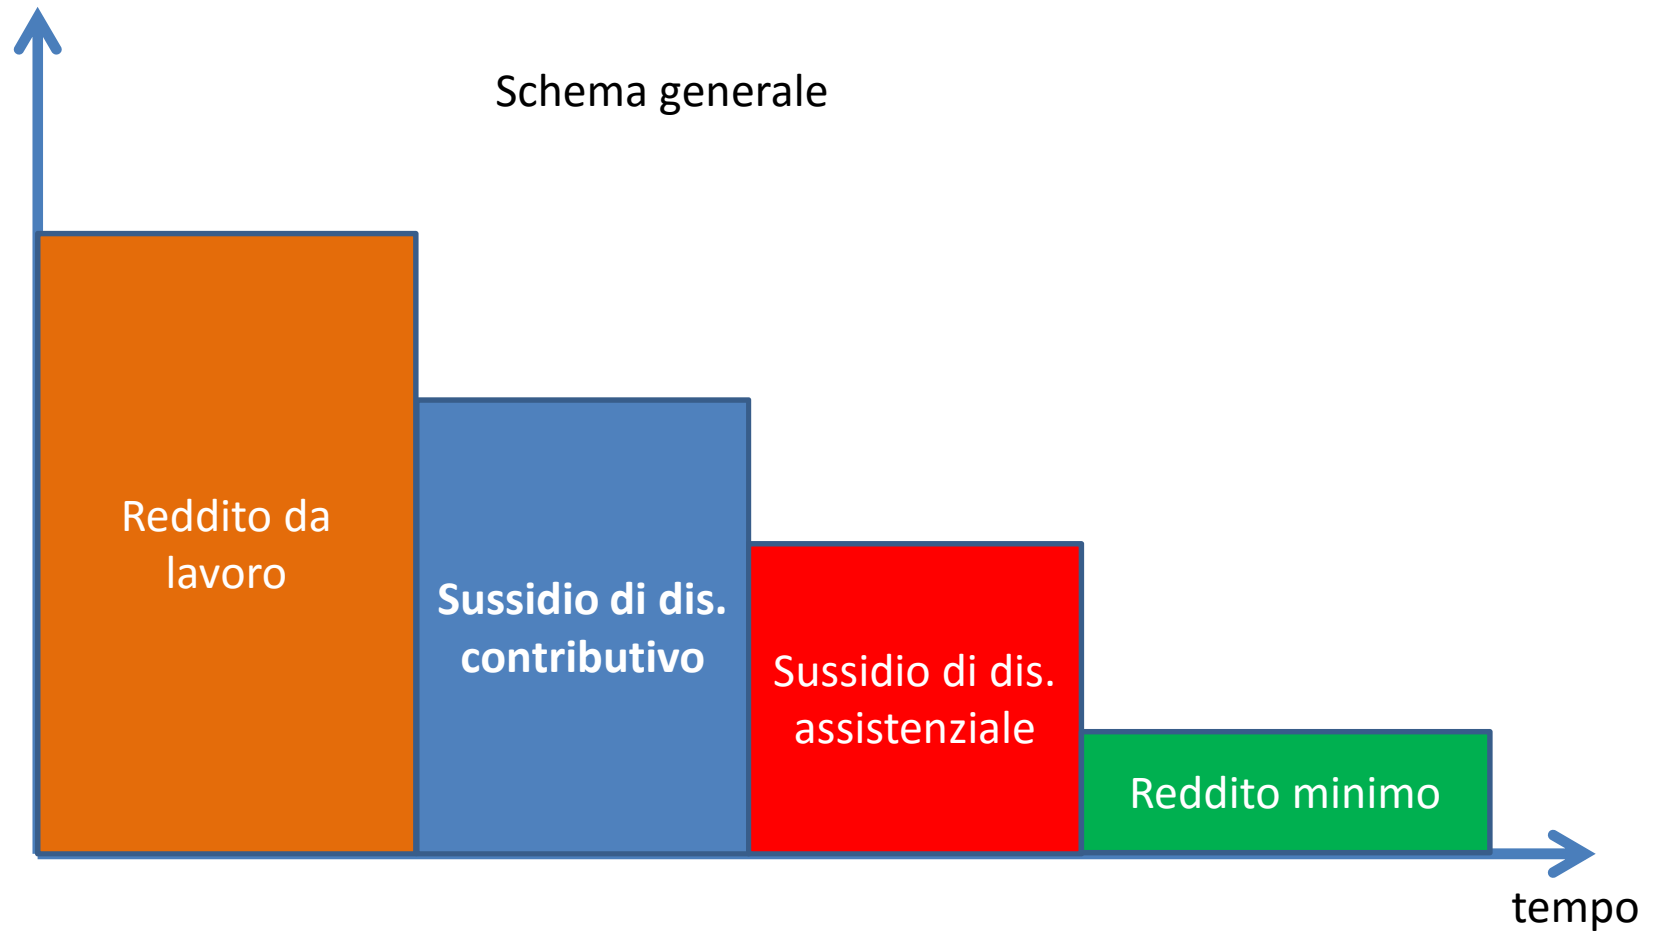 Schema generale
Reddito da
lavoro
Sussidio di dis.
contributivo
Sussidio di dis.
assistenziale
Reddito minimo
tempo